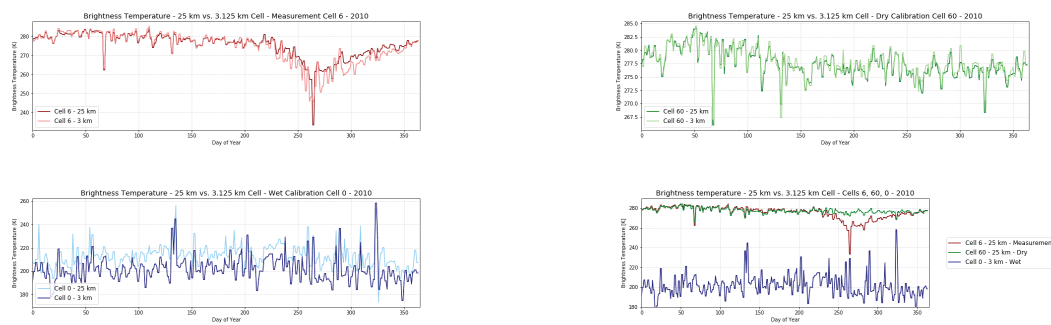 Brightness Temperature - 25 km vs. 3.125 km Cell - Measurement Cell 6 - 2010
Brightness Temperature [K]
280
260
240
Cell 6 - 25 km
Cell 6 - 3 km
0 50 100 150 200 250 300 350
Day of Year
Brightness Temperature - 25 km vs. 3.125 km Cell - Dry Calibration Cell 60 - 2010
Brightness Temperature [K]
285.0
282.5
280.0
277.5
275.0
272.5
270.0
267.5
Cell 60 - 25 km
Cell 60 - 3 km
0 50 100 150 200 250 300 350
Day of Year
Brightness Temperature - 25 km vs. 3.125 km Cell - Wet Calibration Cell 0 - 2010
Brightness Temperature [K]
260
240
220
200
180
Cell 0 - 25 km
Cell 0 - 3 km
0 50 100 150 200 250 300 350
Day of Year
Brightness temperature - 25 km vs. 3.125 km Cell - Cells 6, 60, 0 - 2010
Brightness Temperature [K]
280
260
240
220
200
180
0 50 100 150 200 250 300 350
Day of Year
Cell 6 - 25 km - Measuremen
Cell 60 - 25 km - Dry
Cell 0 - 3 km - Wet